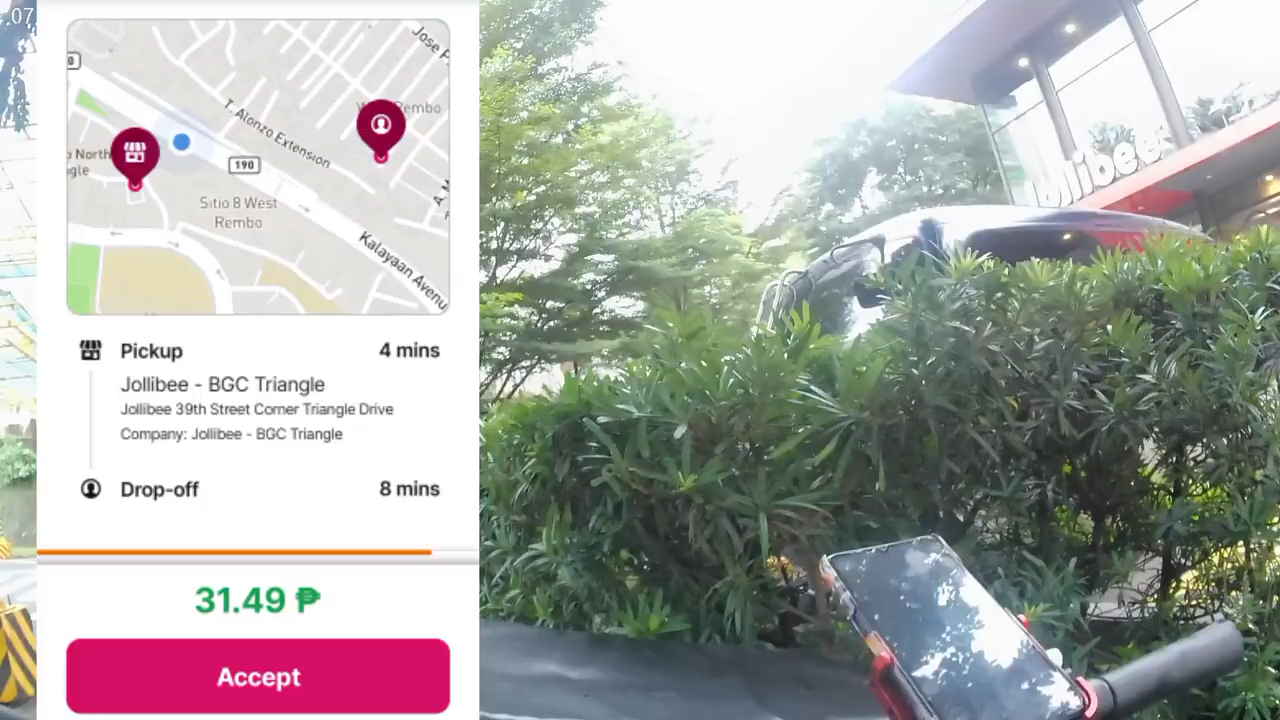 07
Jose P
T. Alonzo Extension
Rembo
190
North
gle
Sitio 8 West
Rembo
Kalayaan Avenu
Pickup
4 mins
Jollibee - BGC Triangle
Jollibee 39th Street Corner Triangle Drive
Company: Jollibee - BGC Triangle
Drop-off
8 mins
31.49 ₱
Accept
Jollibee